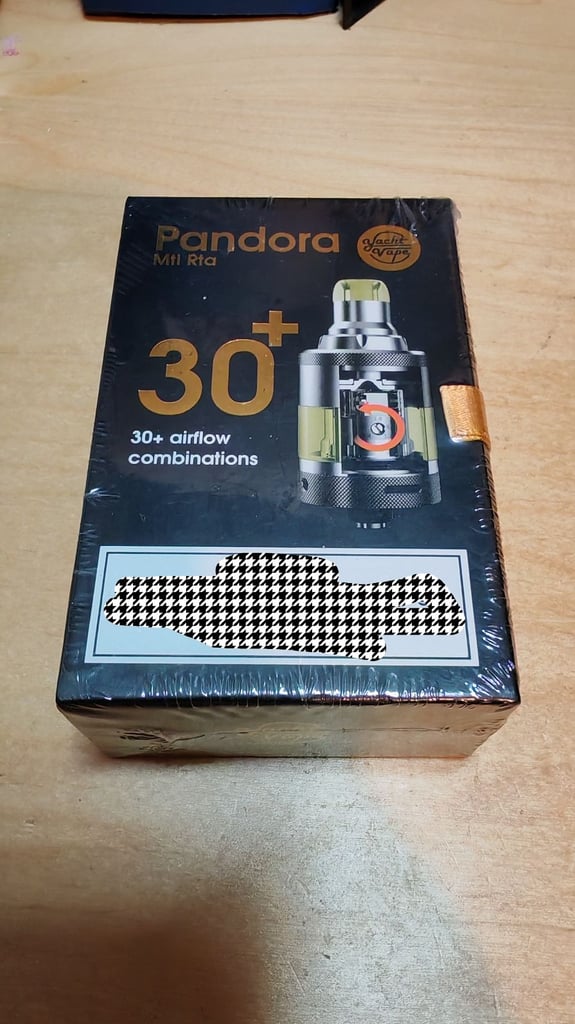 Pandora
Mtl Rta
Yacht
Vape
30+
30+ airflow
combinations